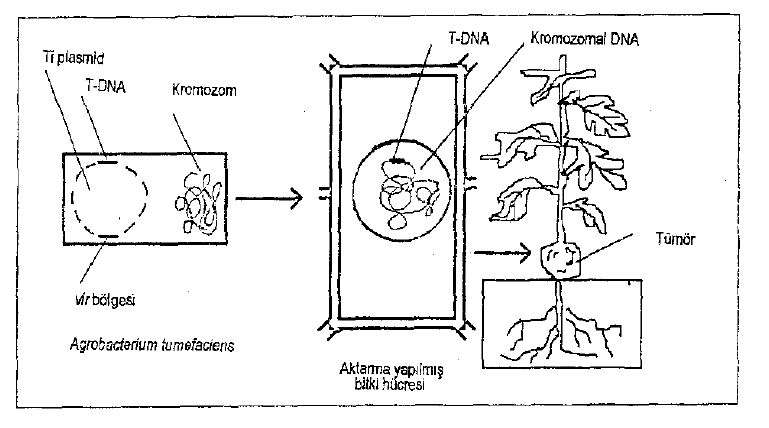 Ti plasmid
T-DNA
Kromozom
vir bölgesi
Agrobacterium tumefaciens
T-DNA
Kromozomal DNA
Aktarma yapılmış
bitki hücresi
Tümör